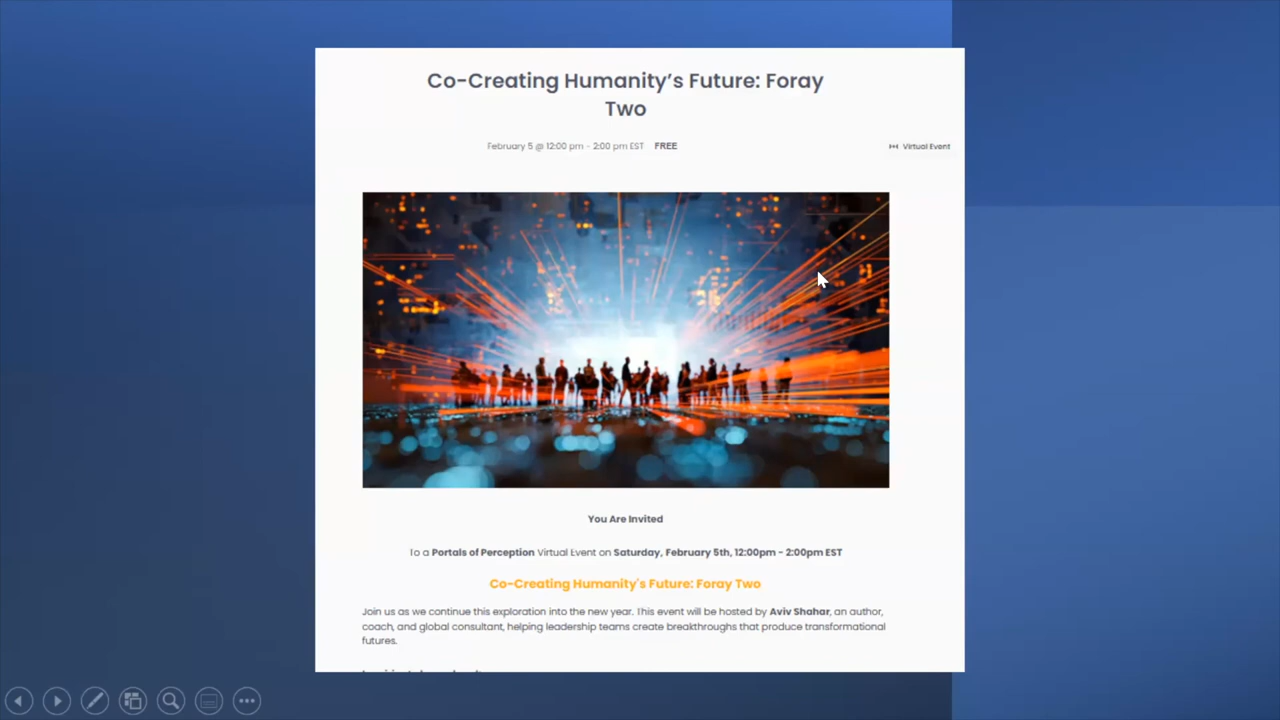 Co-Creating Humanity's Future: Foray
Two
February 5 @ 12:00 pm - 2:00 pm EST FREE
Virtual Event
You Are Invited
To a Portals of Perception Virtual Event on Saturday, February 5th, 12:00pm - 2:00pm EST
Co-Creating Humanity's Future: Foray Two
Join us as we continue this exploration into the new year. This event will be hosted by Aviv Shahar, an author,
coach, and global consultant, helping leadership teams create breakthroughs that produce transformational
futures.